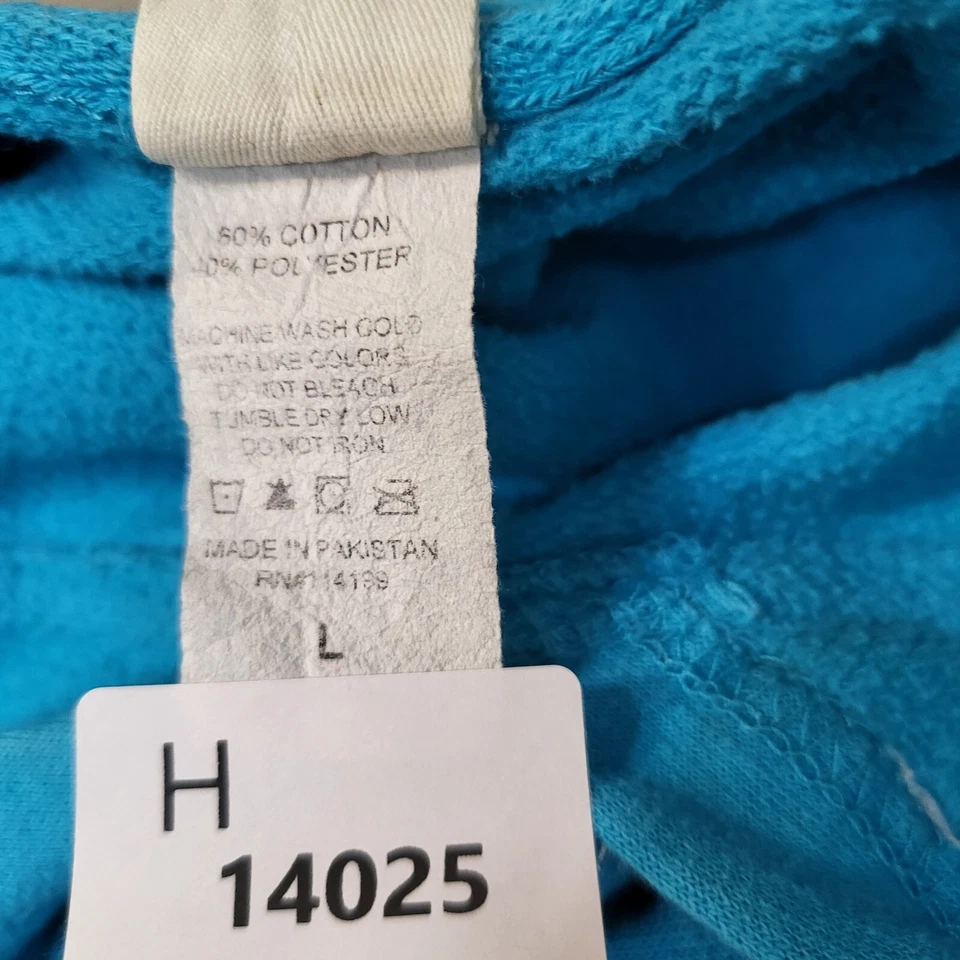 60% COTTON
40% POLYESTER
MACHINE WASH COLD
WITH LIKE COLORS
DO NOT BLEACH
TUMBLE DRY LOW
DO NOT IRON
MADE IN PAKISTAN
RN#114199
L
H
14025